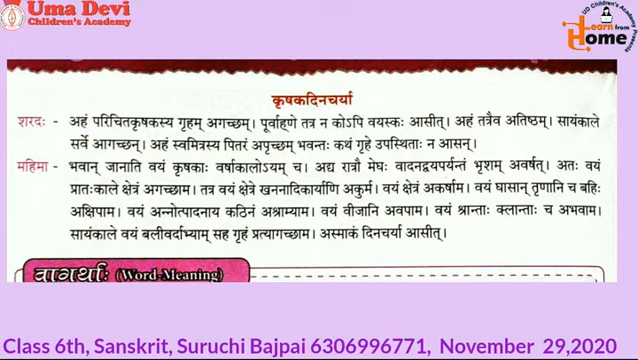 Uma Devi
Children's Academy
UD Children's Academy Presents
Learn from
Home
कृषकदिनचर्या
शरदः - अहं परिचितकृषकस्य गृहम् अगच्छम्। पूर्वाह्णे तत्र न कोऽपि वयस्कः आसीत्। अहं तत्रैव अतिष्ठम्। सायंकाले
सर्वे आगच्छन्। अहं स्वमित्रस्य पितरं अपृच्छम् भवन्तः कथं गृहे उपस्थिताः न आसन्।
महिमा - भवान् जानाति वयं कृषकाः वर्षाकालोऽयम् च। अद्य रात्रौ मेघः वादनद्वयपर्यन्तं भृशम् अवर्षत्। अतः वयं
प्रातःकाले क्षेत्रं अगच्छाम। तत्र वयं क्षेत्रे खननादिकार्याणि अकुर्म। वयं क्षेत्रं अकर्षाम। वयं घासान् तृणानि च बहिः
अक्षिपाम। वयं अन्नोत्पादनाय कठिनं अश्राम्याम। वयं वीजानि अवपाम। वयं श्रान्ताः क्लान्ताः च अभवाम।
सायंकाले वयं बलीवर्दाभ्याम् सह गृहं प्रत्यागच्छाम। अस्माकं दिनचर्या आसीत्।
वागर्थाः (Word-Meaning)
Class 6th, Sanskrit, Suruchi Bajpai 6306996771, November 29,2020